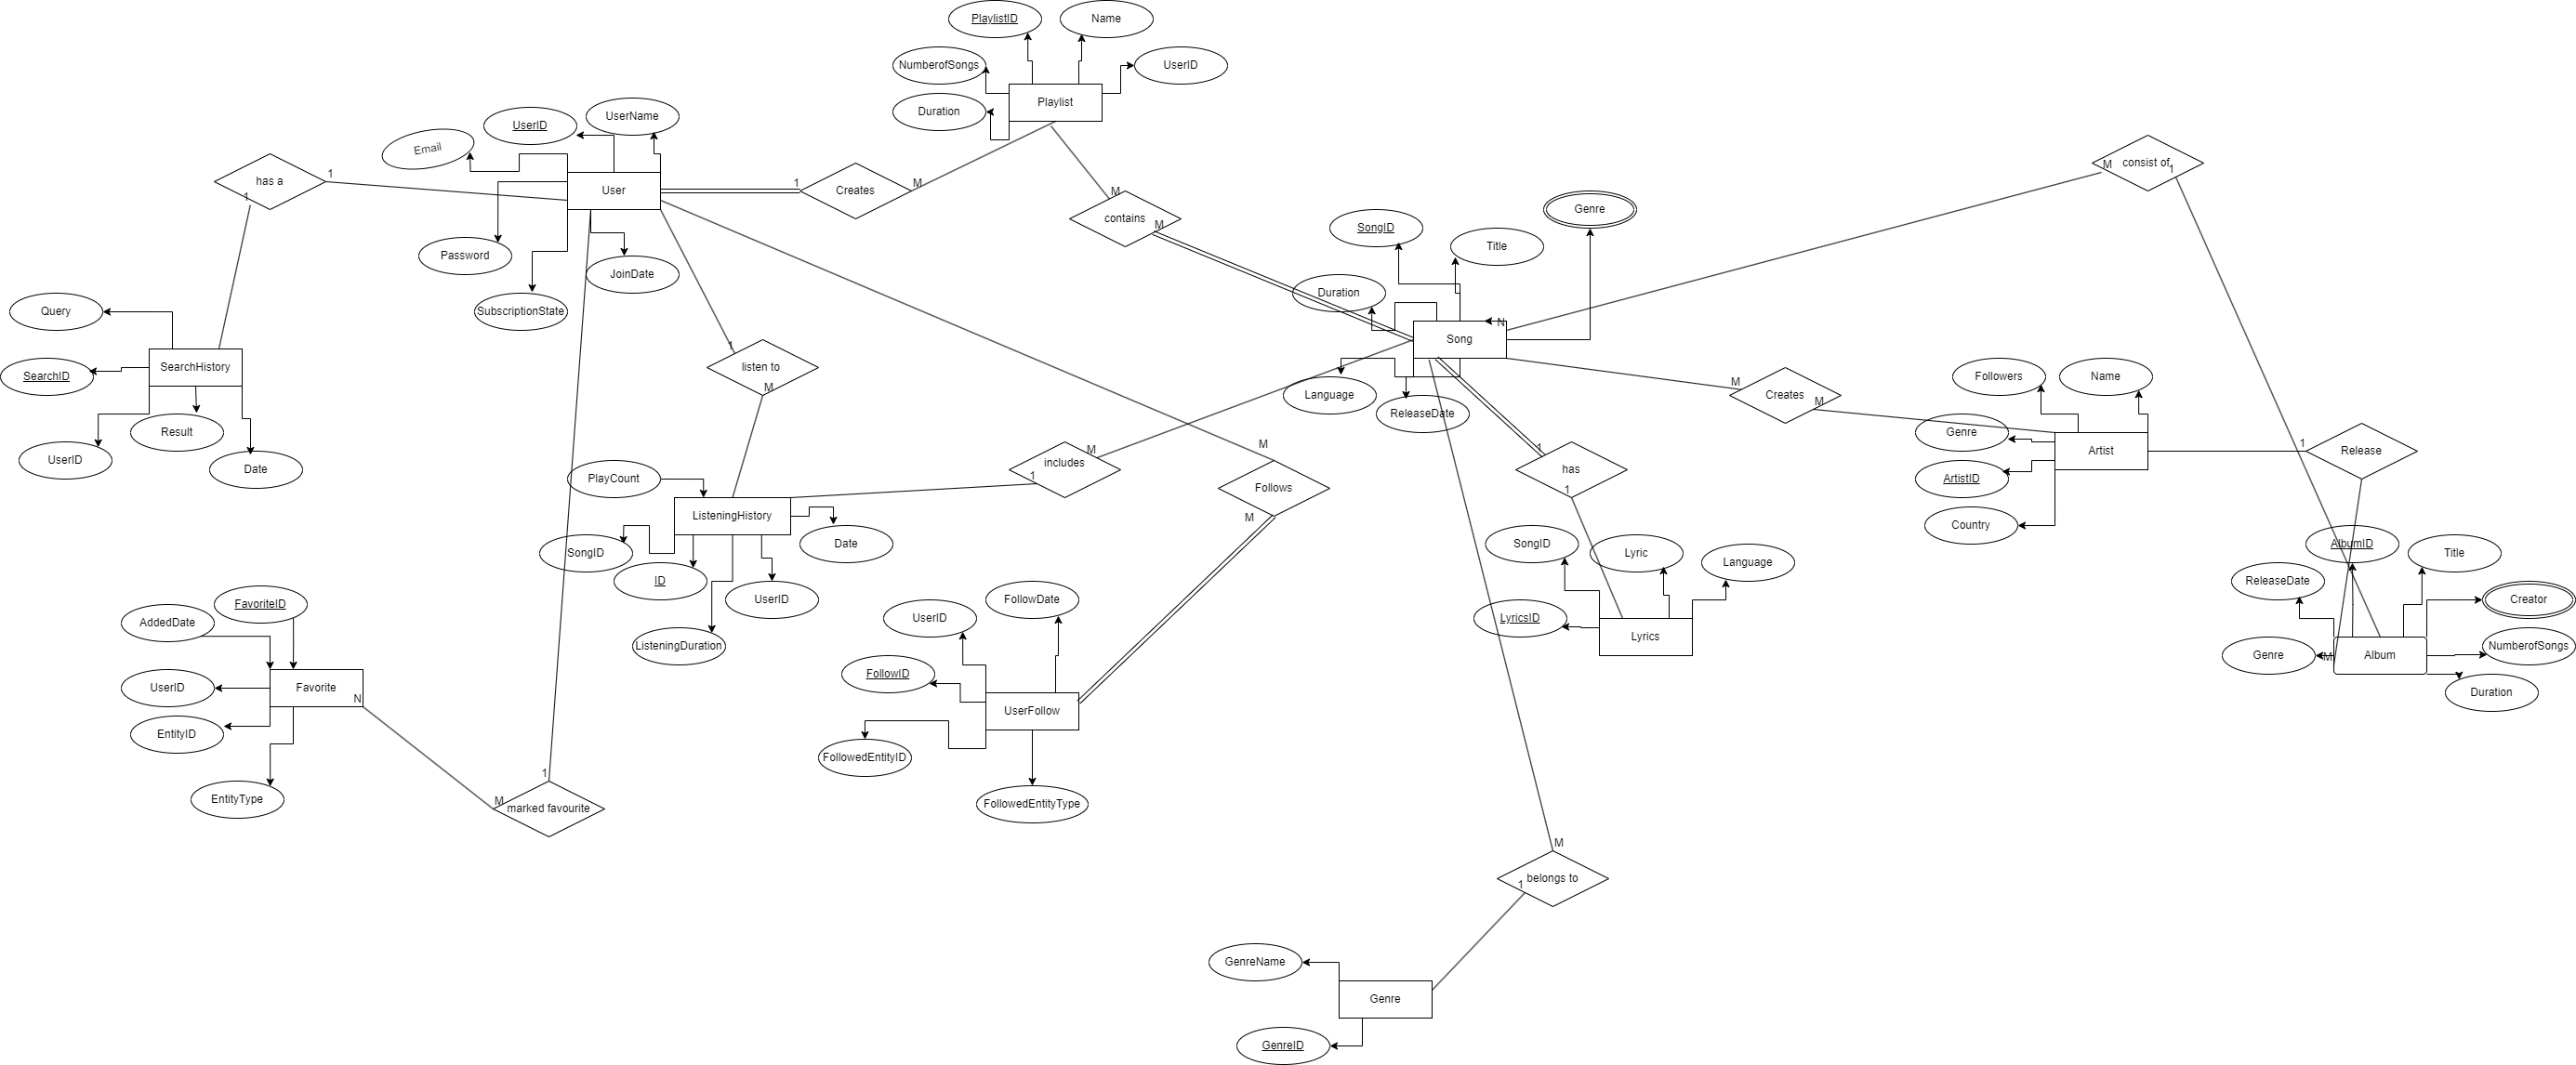 PlaylistID
Name
NumberofSongs
UserID
Duration
Playlist
UserID
UserName
Email
has a
1
1
User
1
Creates
M
Password
SubscriptionState
JoinDate
M
contains
M
M
consist of
1
Genre
SongID
Title
Duration
N
Song
Language
ReleaseDate
Query
SearchHistory
SearchID
Result
UserID
Date
1
listen to
M
M
Creates
M
Followers
Name
Genre
Artist
ArtistID
Country
1
Release
M
includes
1
M
Follows
M
1
has
1
PlayCount
ListeningHistory
SongID
Date
ID
UserID
ListeningDuration
SongID
Lyric
Language
LyricsID
Lyrics
AlbumID
Title
ReleaseDate
Creator
Genre
M
Album
NumberofSongs
Duration
FavoriteID
AddedDate
UserID
Favorite
N
EntityID
EntityType
1
M
marked favourite
UserID
FollowDate
FollowID
UserFollow
FollowedEntityID
FollowedEntityType
M
belongs to
1
GenreName
Genre
GenreID